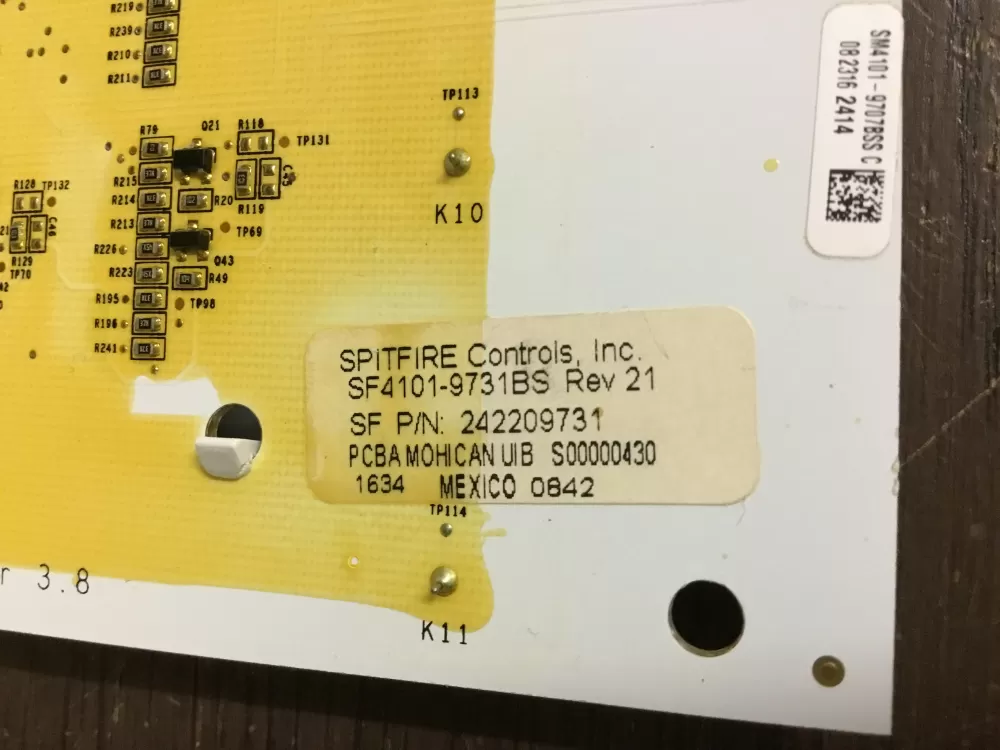 R219
R239
R210
R211
R79
Q21
R118
TP131
TP113
R215
R214
R20
R119
K10
R213
TP69
R226
Q43
R223
R49
R195
TP98
R196
R241
R128 TP132
C46
R129
TP70
SM4101-9707BSS C
082316 2414
SPITFIRE Controls, Inc.
SF4101-9731BS Rev 21
SF P/N: 242209731
PCBA MOHICAN UIB S00000430
1634 MEXICO 0842
TP114
r 3.8
K11